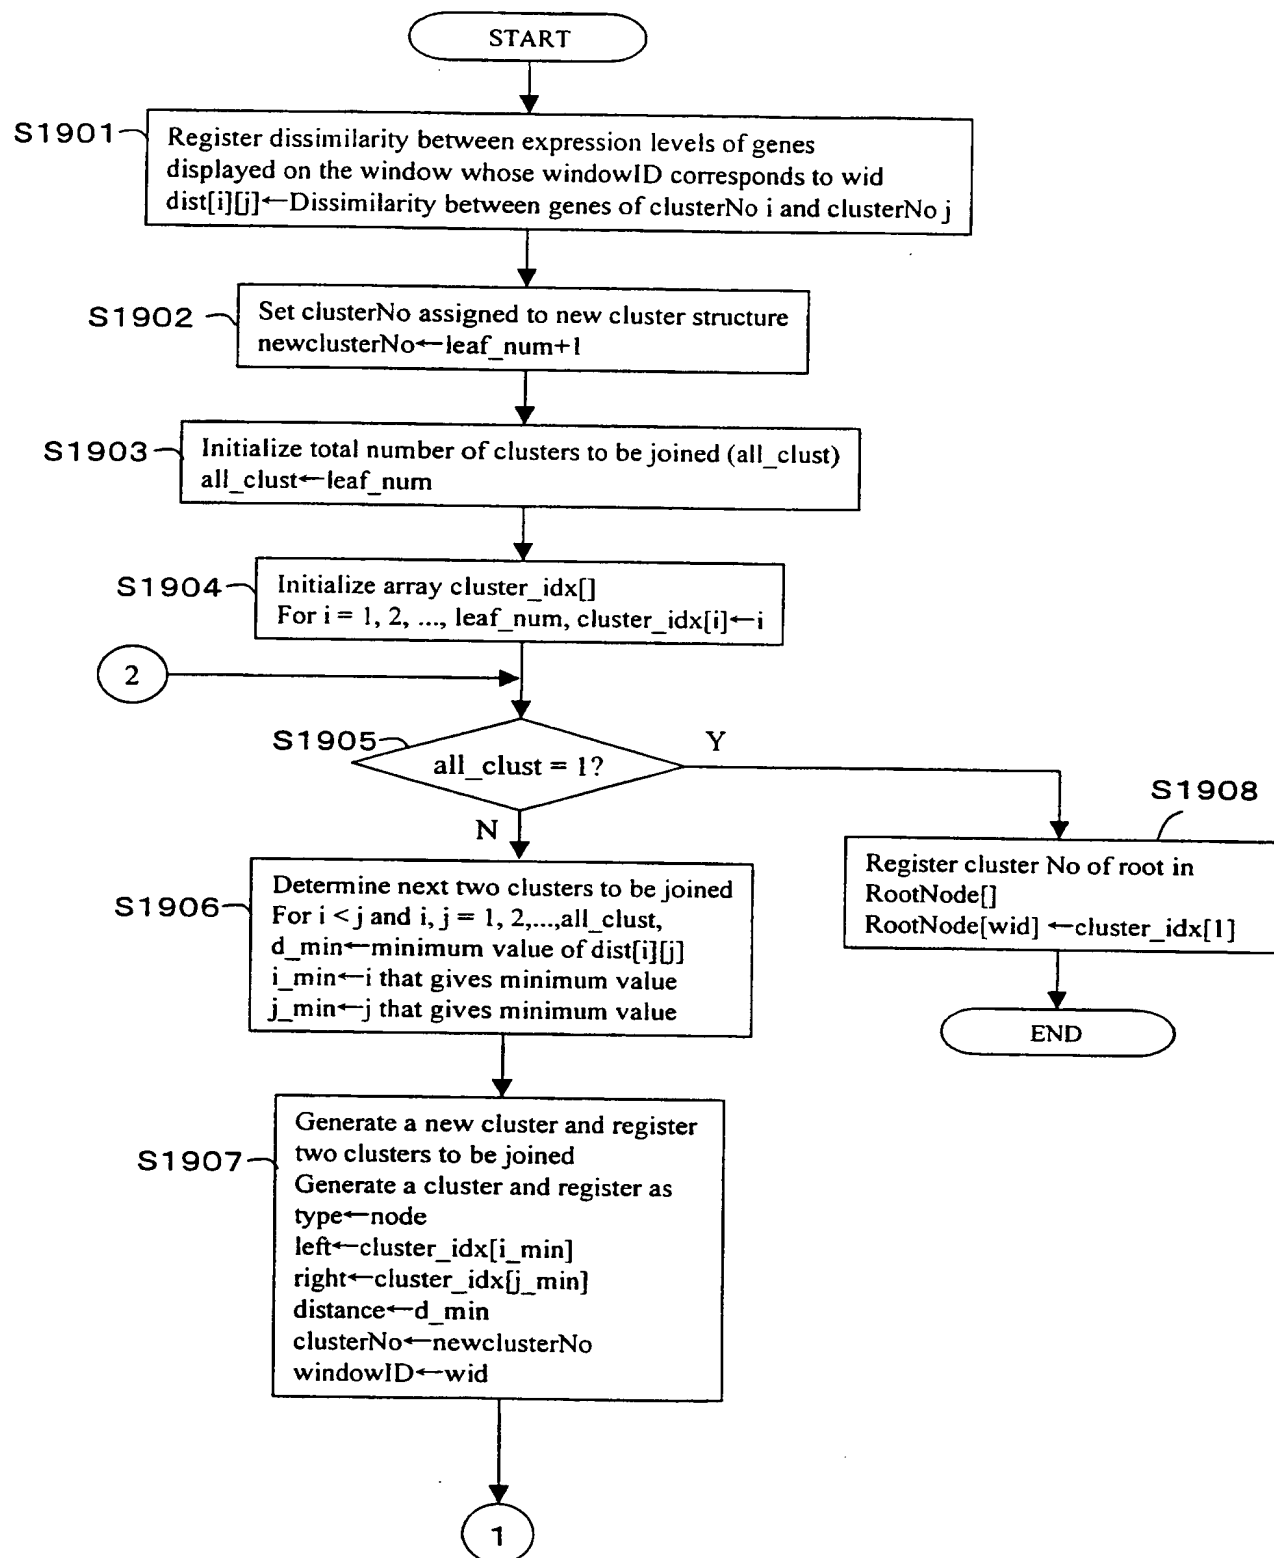 START
S1901
Register dissimilarity between expression levels of genes
displayed on the window whose windowID corresponds to wid
dist[i][j]←Dissimilarity between genes of clusterNo i and clusterNo j
S1902
Set clusterNo assigned to new cluster structure
newclusterNo←leaf_num+1
S1903
Initialize total number of clusters to be joined (all_clust)
all_clust←leaf_num
S1904
Initialize array cluster_idx[]
For i = 1, 2, ..., leaf_num, cluster_idx[i]←i
2
S1905
all_clust = 1?
Y
N
S1908
Register cluster No of root in
RootNode[]
RootNode[wid] ←cluster_idx[1]
END
S1906
Determine next two clusters to be joined
For i < j and i, j = 1, 2,...,all_clust,
d_min←minimum value of dist[i][j]
i_min←i that gives minimum value
j_min←j that gives minimum value
S1907
Generate a new cluster and register
two clusters to be joined
Generate a cluster and register as
type←node
left←cluster_idx[i_min]
right←cluster_idx[j_min]
distance←d_min
clusterNo←newclusterNo
windowID←wid
1